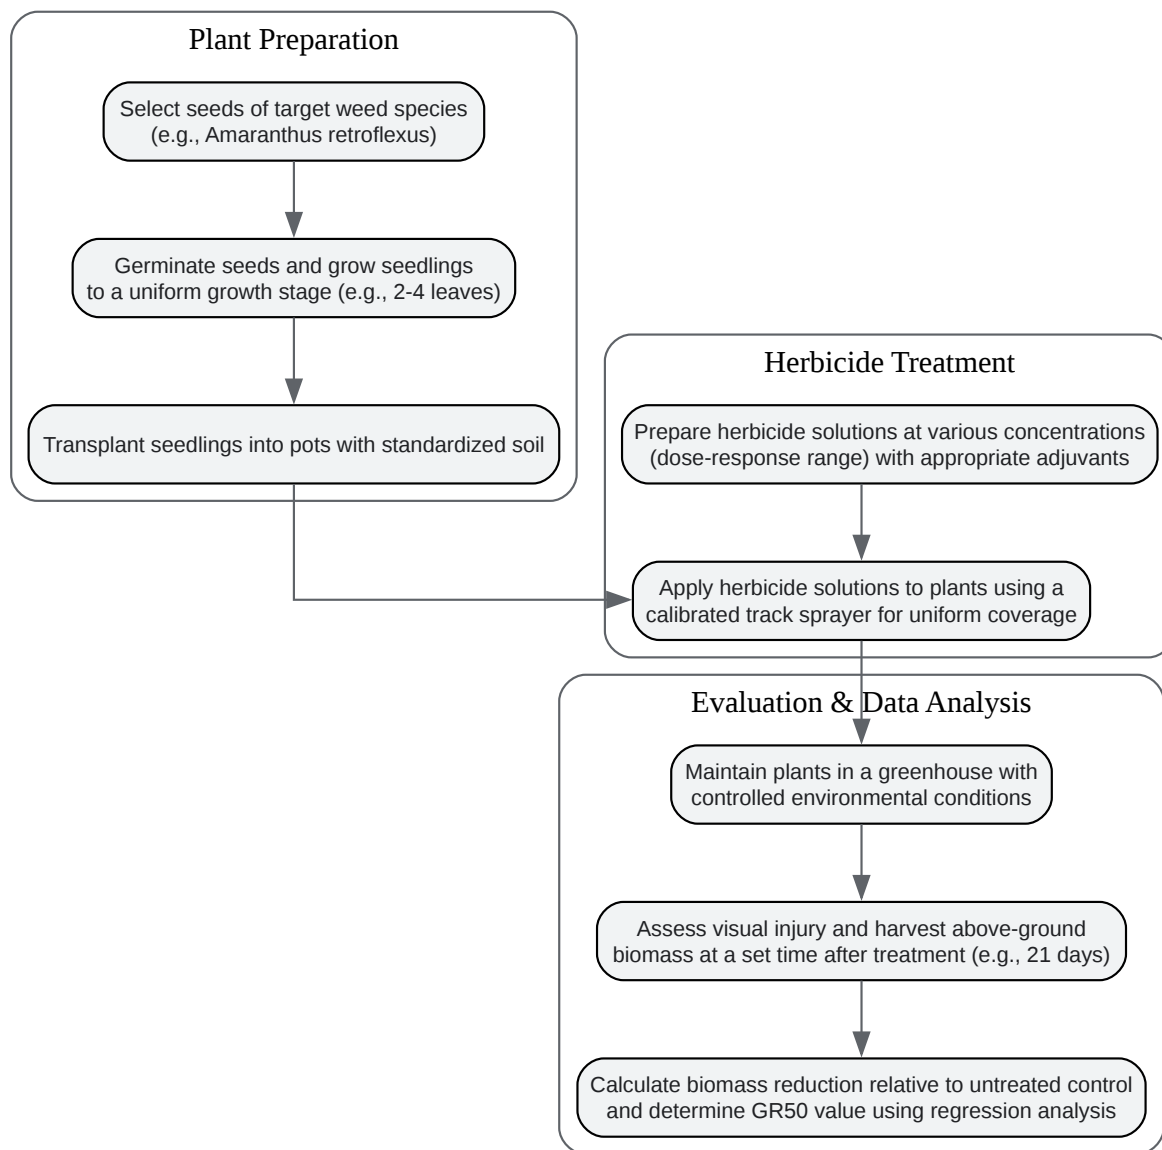 Plant Preparation
Select seeds of target weed species
(e.g., Amaranthus retroflexus)
Germinate seeds and grow seedlings
to a uniform growth stage (e.g., 2-4 leaves)
Transplant seedlings into pots with standardized soil
Herbicide Treatment
Prepare herbicide solutions at various concentrations
(dose-response range) with appropriate adjuvants
Apply herbicide solutions to plants using a
calibrated track sprayer for uniform coverage
Evaluation & Data Analysis
Maintain plants in a greenhouse with
controlled environmental conditions
Assess visual injury and harvest above-ground
biomass at a set time after treatment (e.g., 21 days)
Calculate biomass reduction relative to untreated control
and determine GR50 value using regression analysis